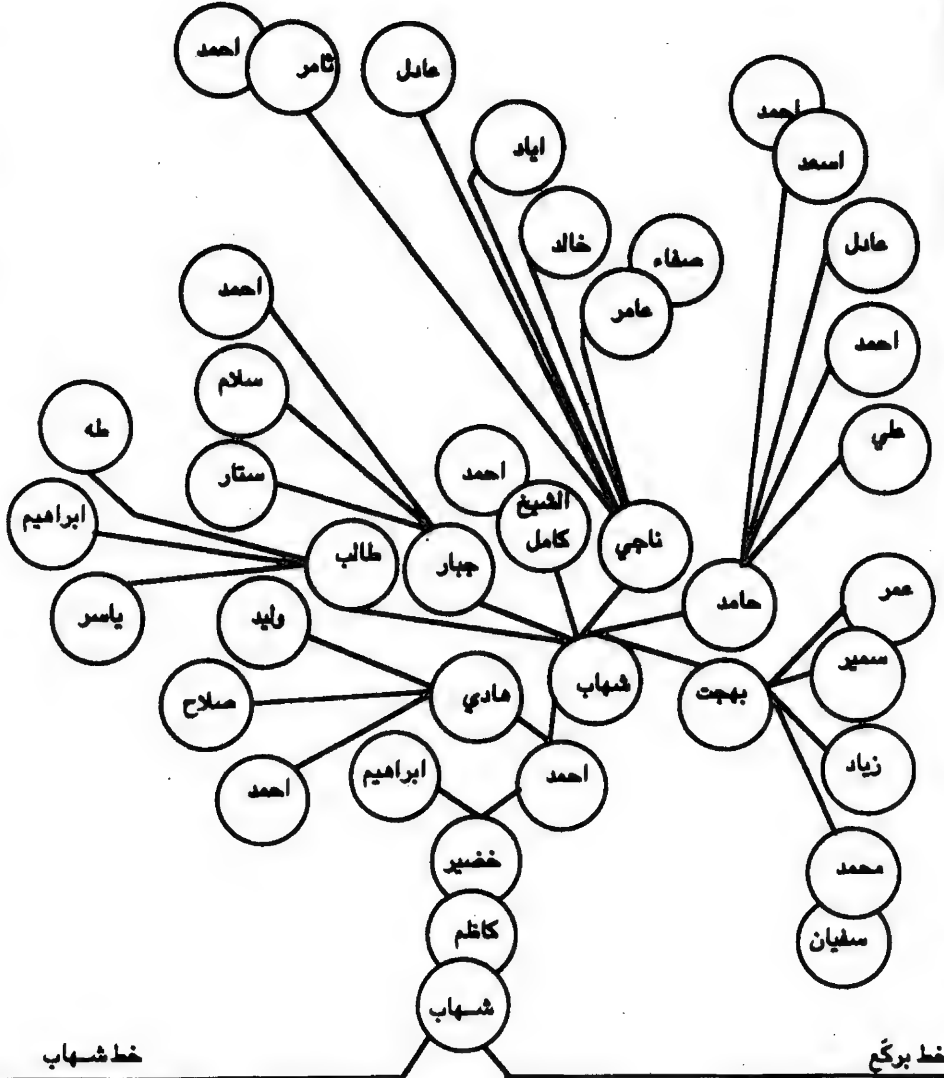 احمد
ثامر
عادل
اياد
خالد
صفاء
عامر
احمد
اسعد
عادل
احمد
علي
احمد
سلام
ستار
طه
ابراهيم
ياسر
احمد
الشيخ
كامل
ناجي
جبار
طالب
حامد
وليد
صلاح
احمد
هادي
شهاب
بهجت
عمر
سمير
زياد
محمد
سفيان
ابراهيم
احمد
خضير
كاظم
شهاب
خط بركع
خط شهاب